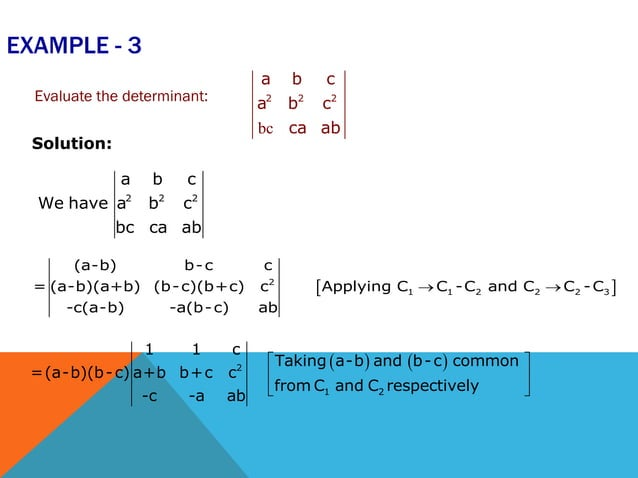 EXAMPLE - 3
Evaluate the determinant:
a b c
a² b² c²
bc ca ab
Solution:
a b c
We have a² b² c²
bc ca ab
(a-b) b-c c
= (a-b)(a+b) (b-c)(b+c) c² [Applying C₁ →C₁-C₂ and C₂ →C₂-C₃]
-c(a-b) -a(b-c) ab
1 1 c
=(a-b)(b-c) a+b b+c c²
-c -a ab
[Taking (a-b) and (b-c) common
from C₁ and C₂ respectively]